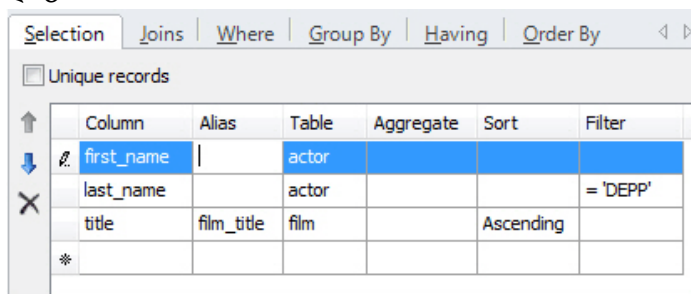 Selection Joins Where Group By Having Order By
Unique records
Column Alias Table Aggregate Sort Filter
first_name actor
last_name actor = 'DEPP'
title film_title film Ascending